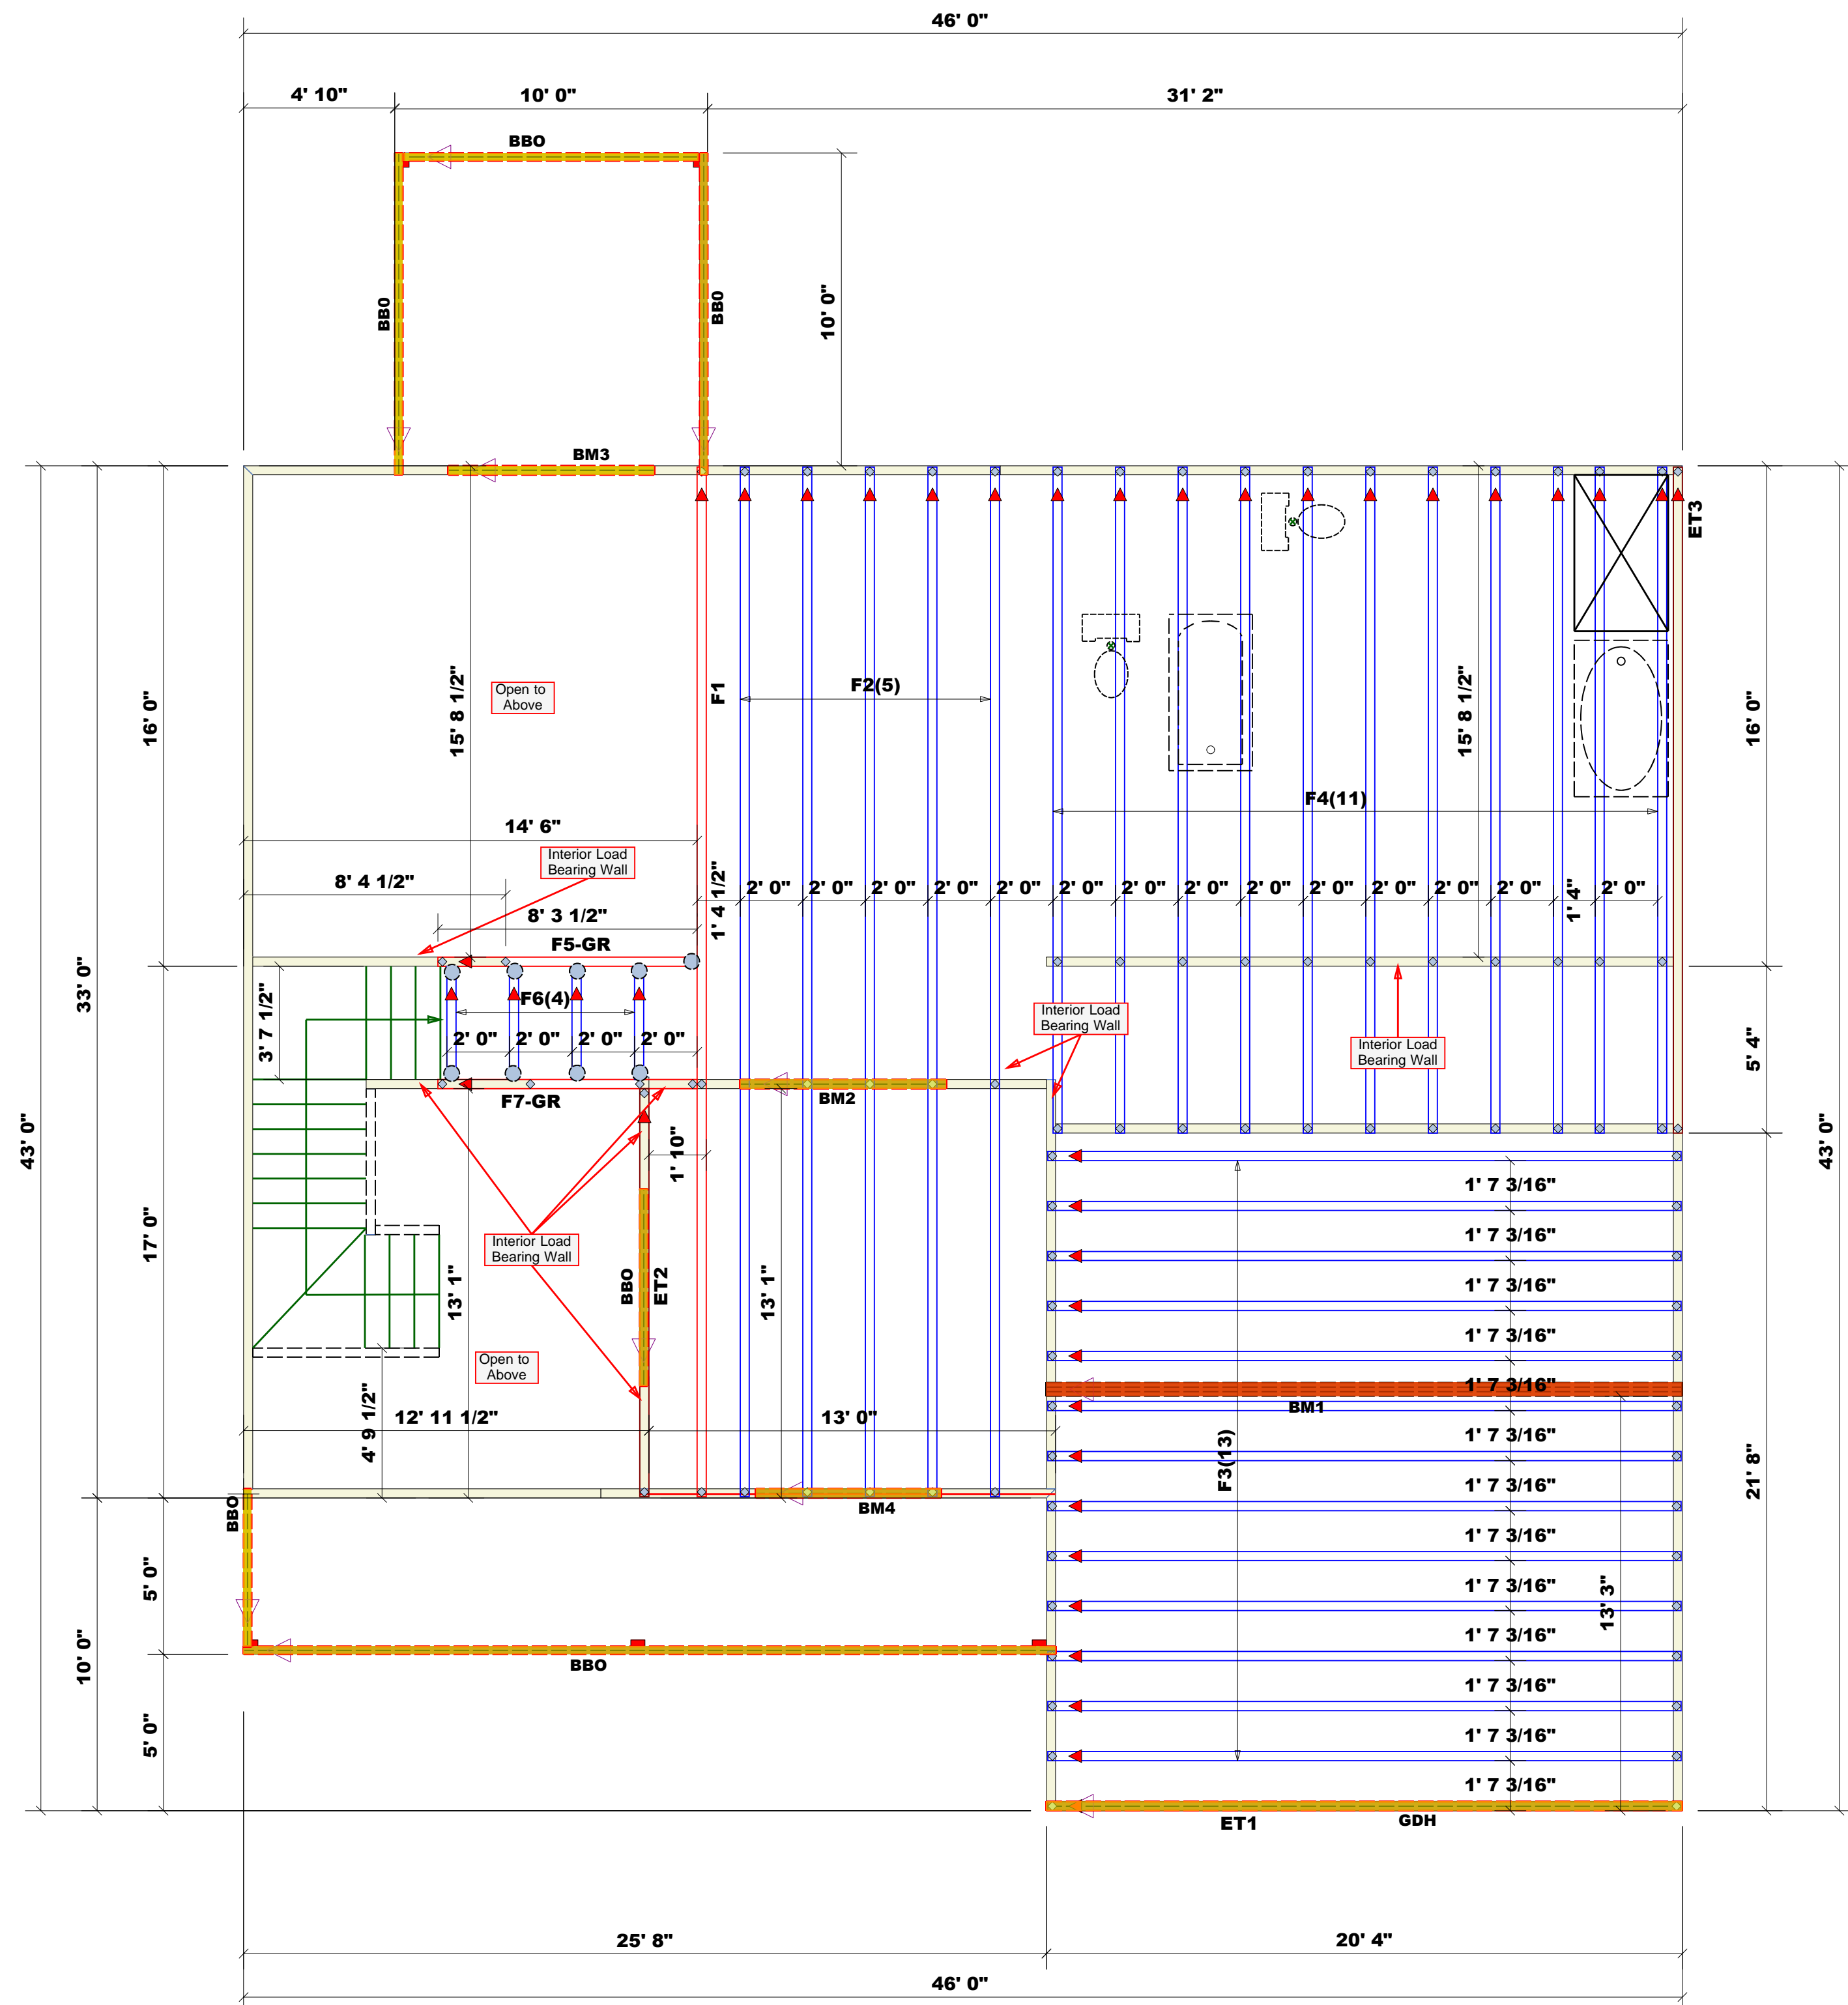 46' 0"
4' 10"
10' 0"
31' 2"
BBO
BBO
BBO
10' 0"
BM3
ET3
43' 0"
33' 0"
16' 0"
15' 8 1/2"
Open to
Above
F1
F2(5)
15' 8 1/2"
16' 0"
F4(11)
14' 6"
Interior Load
Bearing Wall
8' 4 1/2"
8' 3 1/2"
1' 4 1/2"
2' 0"
2' 0"
2' 0"
2' 0"
2' 0"
2' 0"
2' 0"
2' 0"
2' 0"
2' 0"
2' 0"
2' 0"
2' 0"
1' 4"
2' 0"
F5-GR
3' 7 1/2"
F6(4)
2' 0"
2' 0"
2' 0"
2' 0"
Interior Load
Bearing Wall
Interior Load
Bearing Wall
5' 4"
43' 0"
F7-GR
BM2
1' 10"
1' 7 3/16"
1' 7 3/16"
1' 7 3/16"
1' 7 3/16"
1' 7 3/16"
17' 0"
Interior Load
Bearing Wall
13' 1"
BBO
ET2
13' 1"
Open to
Above
4' 9 1/2"
12' 11 1/2"
13' 0"
BM1
F3(13)
1' 7 3/16"
1' 7 3/16"
1' 7 3/16"
1' 7 3/16"
1' 7 3/16"
1' 7 3/16"
1' 7 3/16"
1' 7 3/16"
13' 3"
21' 8"
BBO
BM4
5' 0"
10' 0"
BBO
5' 0"
ET1
GDH
25' 8"
20' 4"
46' 0"